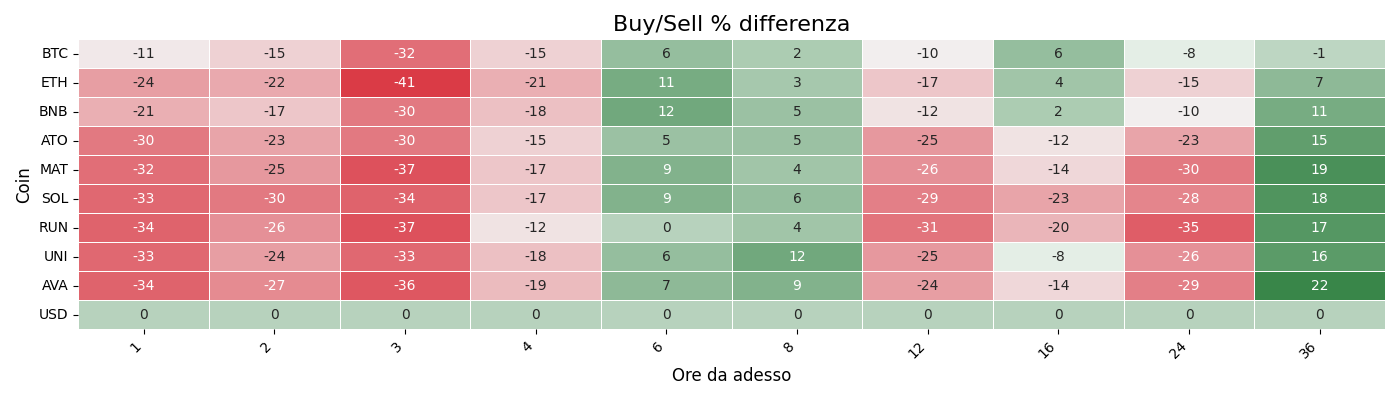 Buy/Sell % differenza
Coin
BTC -11 -15 -32 -15 6 2 -10 6 -8 -1
ETH -24 -22 -41 -21 11 3 -17 4 -15 7
BNB -21 -17 -30 -18 12 5 -12 2 -10 11
ATO -30 -23 -30 -15 5 5 -25 -12 -23 15
MAT -32 -25 -37 -17 9 4 -26 -14 -30 19
SOL -33 -30 -34 -17 9 6 -29 -23 -28 18
RUN -34 -26 -37 -12 0 4 -31 -20 -35 17
UNI -33 -24 -33 -18 6 12 -25 -8 -26 16
AVA -34 -27 -36 -19 7 9 -24 -14 -29 22
USD 0 0 0 0 0 0 0 0 0 0
1 2 3 4 6 8 12 16 24 36
Ore da adesso